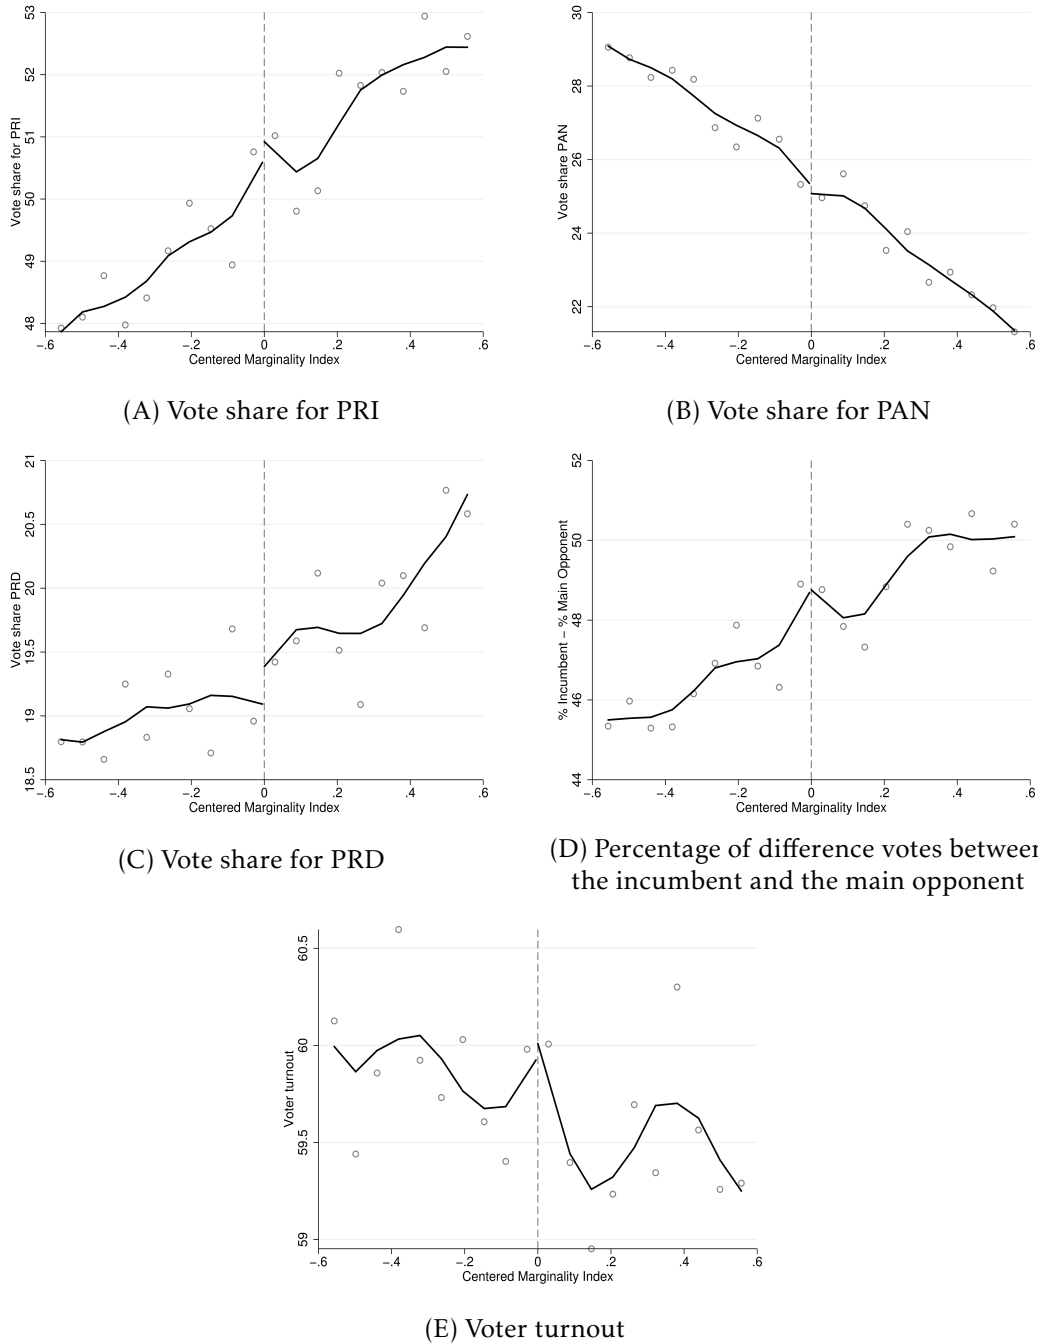 Vote share for PRI
53
52
51
50
49
48
−.6 −.4 −.2 0 .2 .4 .6
Centered Marginality Index
(A) Vote share for PRI
Vote share PAN
30
28
26
24
22
−.6 −.4 −.2 0 .2 .4 .6
Centered Marginality Index
(B) Vote share for PAN
Vote share PRD
21
20.5
20
19.5
19
18.5
−.6 −.4 −.2 0 .2 .4 .6
Centered Marginality Index
(C) Vote share for PRD
% Incumbent − % Main Opponent
52
50
48
46
44
−.6 −.4 −.2 0 .2 .4 .6
Centered Marginality Index
(D) Percentage of difference votes between
the incumbent and the main opponent
Voter turnout
60.5
60
59.5
59
−.6 −.4 −.2 0 .2 .4 .6
Centered Marginality Index
(E) Voter turnout